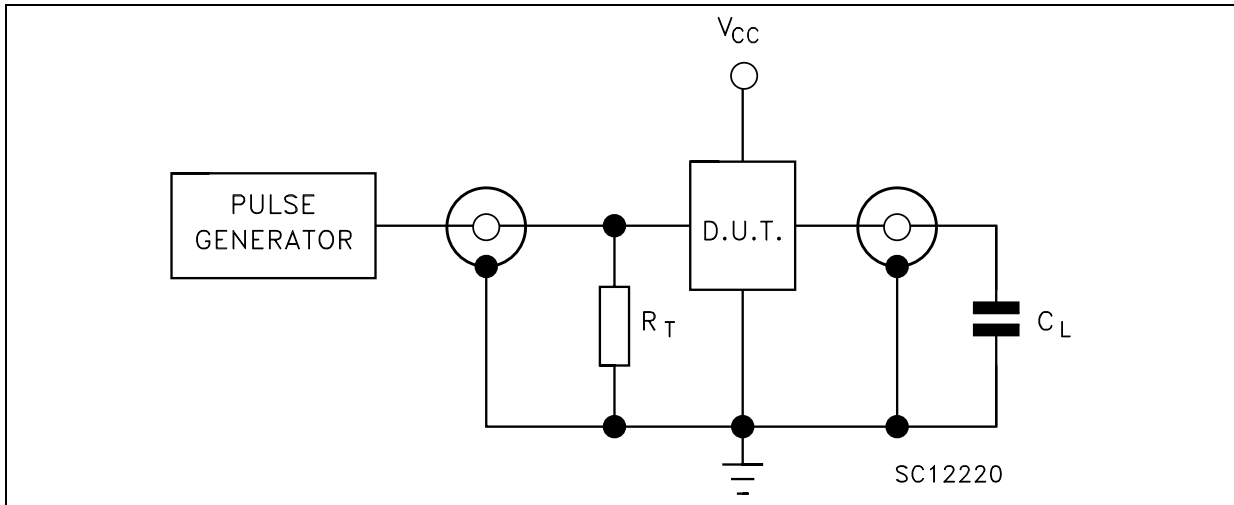 VCC
PULSE
GENERATOR
D.U.T.
RT
CL
SC12220